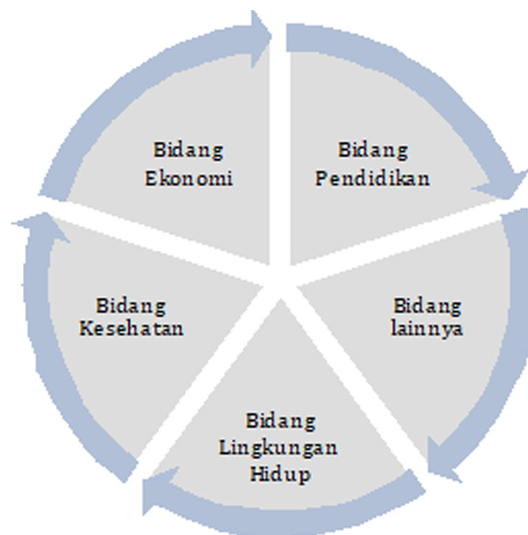 Bidang
Ekonomi
Bidang
Pendidikan
Bidang
Kesehatan
Bidang
lainnya
Bidang
Lingkungan
Hidup